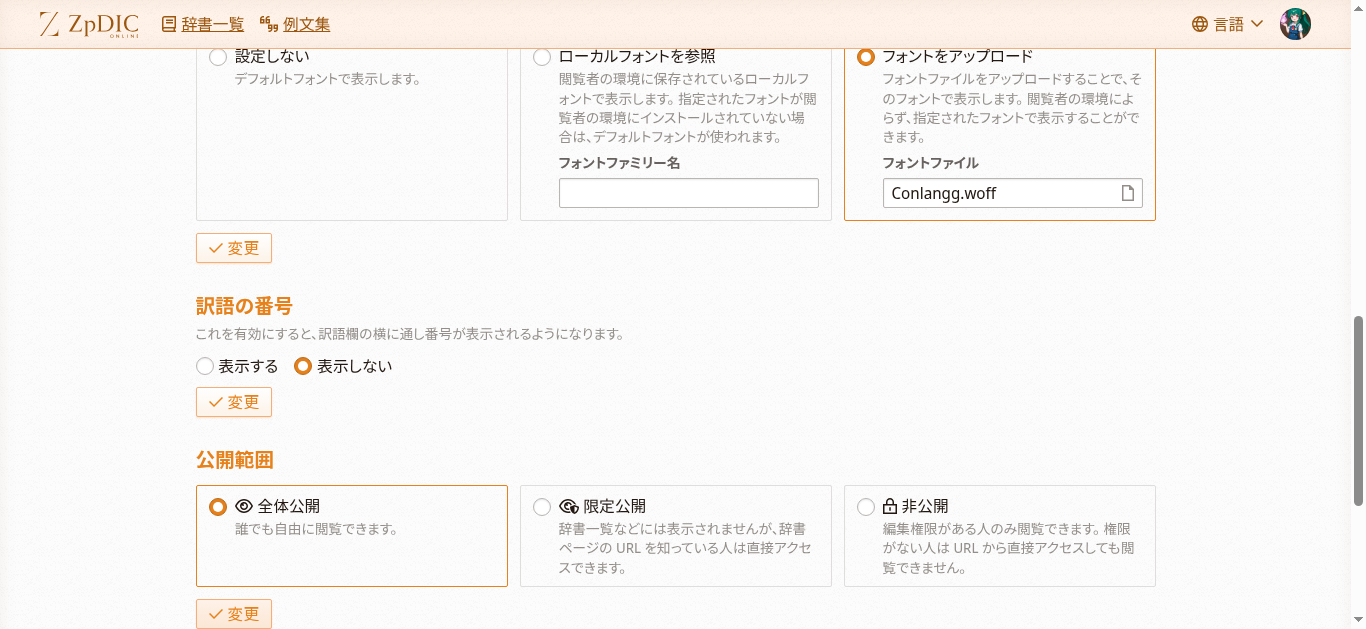 ZpDIC ONLINE 辞書一覧 例文集 言語
設定しない
デフォルトフォントで表示します。
ローカルフォントを参照
閲覧者の環境に保存されているローカルフ
ォントで表示します。指定されたフォントが閲
覧者の環境にインストールされていない場
合は、デフォルトフォントが使われます。
フォントファミリー名
フォントをアップロード
フォントファイルをアップロードすることで、そ
のフォントで表示します。閲覧者の環境によ
らず、指定されたフォントで表示することがで
きます。
フォントファイル
Conlangg.woff
変更
訳語の番号
これを有効にすると、訳語欄の横に通し番号が表示されるようになります。
表示する 表示しない
変更
公開範囲
全体公開
誰でも自由に閲覧できます。
限定公開
辞書一覧などには表示されませんが、辞書
ページの URL を知っている人は直接アクセ
スできます。
非公開
編集権限がある人のみ閲覧できます。権限
がない人は URL から直接アクセスしても閲
覧できません。
変更